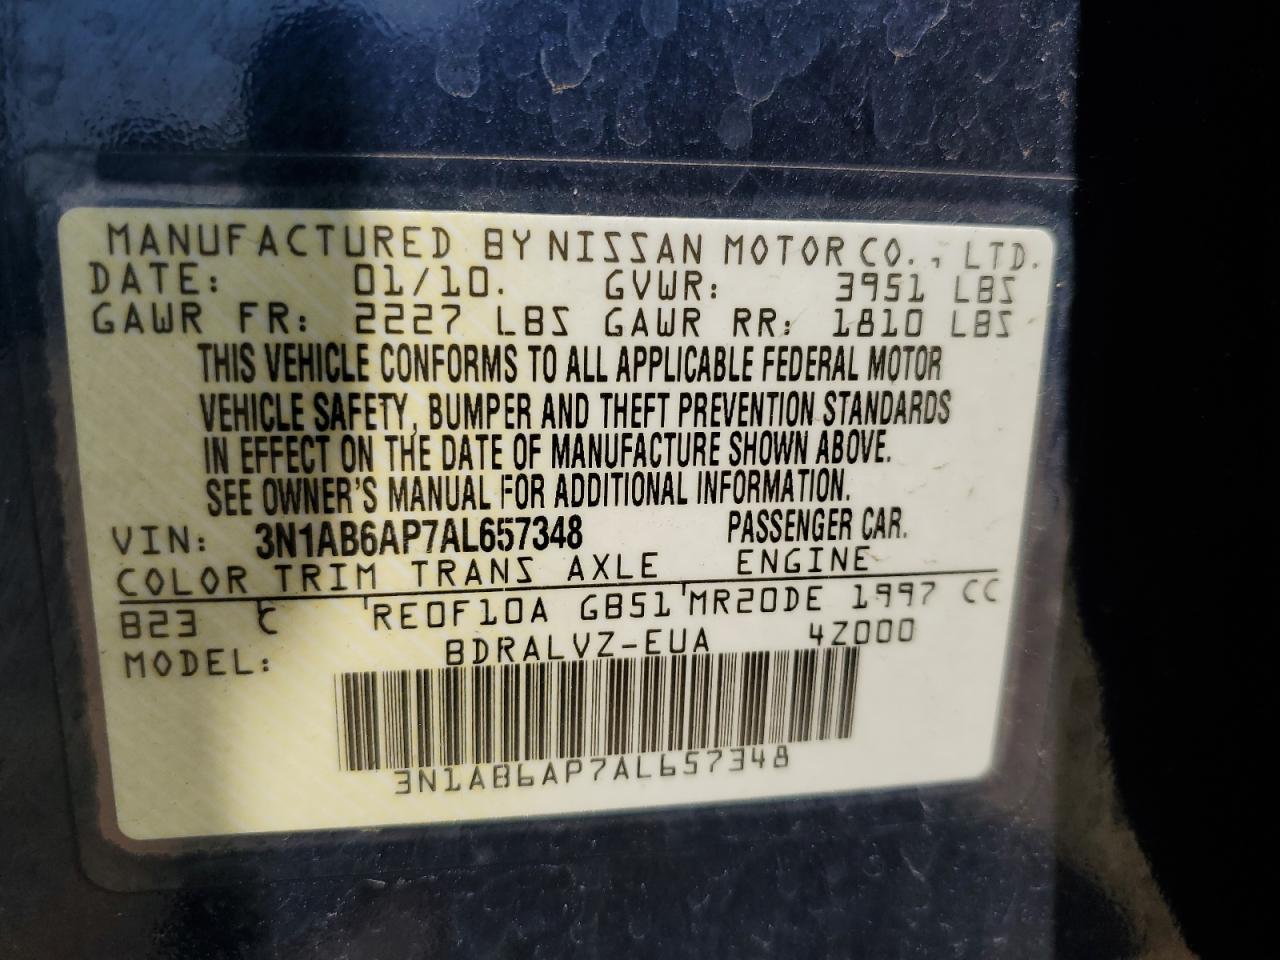 MANUFACTURED BY NISSAN MOTOR CO., LTD.
DATE: 01/10. GVWR: 3951 LBS
GAWR FR: 2227 LBS GAWR RR: 1810 LBS
THIS VEHICLE CONFORMS TO ALL APPLICABLE FEDERAL MOTOR
VEHICLE SAFETY, BUMPER AND THEFT PREVENTION STANDARDS
IN EFFECT ON THE DATE OF MANUFACTURE SHOWN ABOVE.
SEE OWNER'S MANUAL FOR ADDITIONAL INFORMATION.
VIN: 3N1AB6AP7AL657348 PASSENGER CAR.
COLOR TRIM TRANS AXLE ENGINE
B23 C RE0F10A GB51 MR20DE 1997 CC
MODEL: BDRALVZ-EUA 4Z000
3N1AB6AP7AL657348